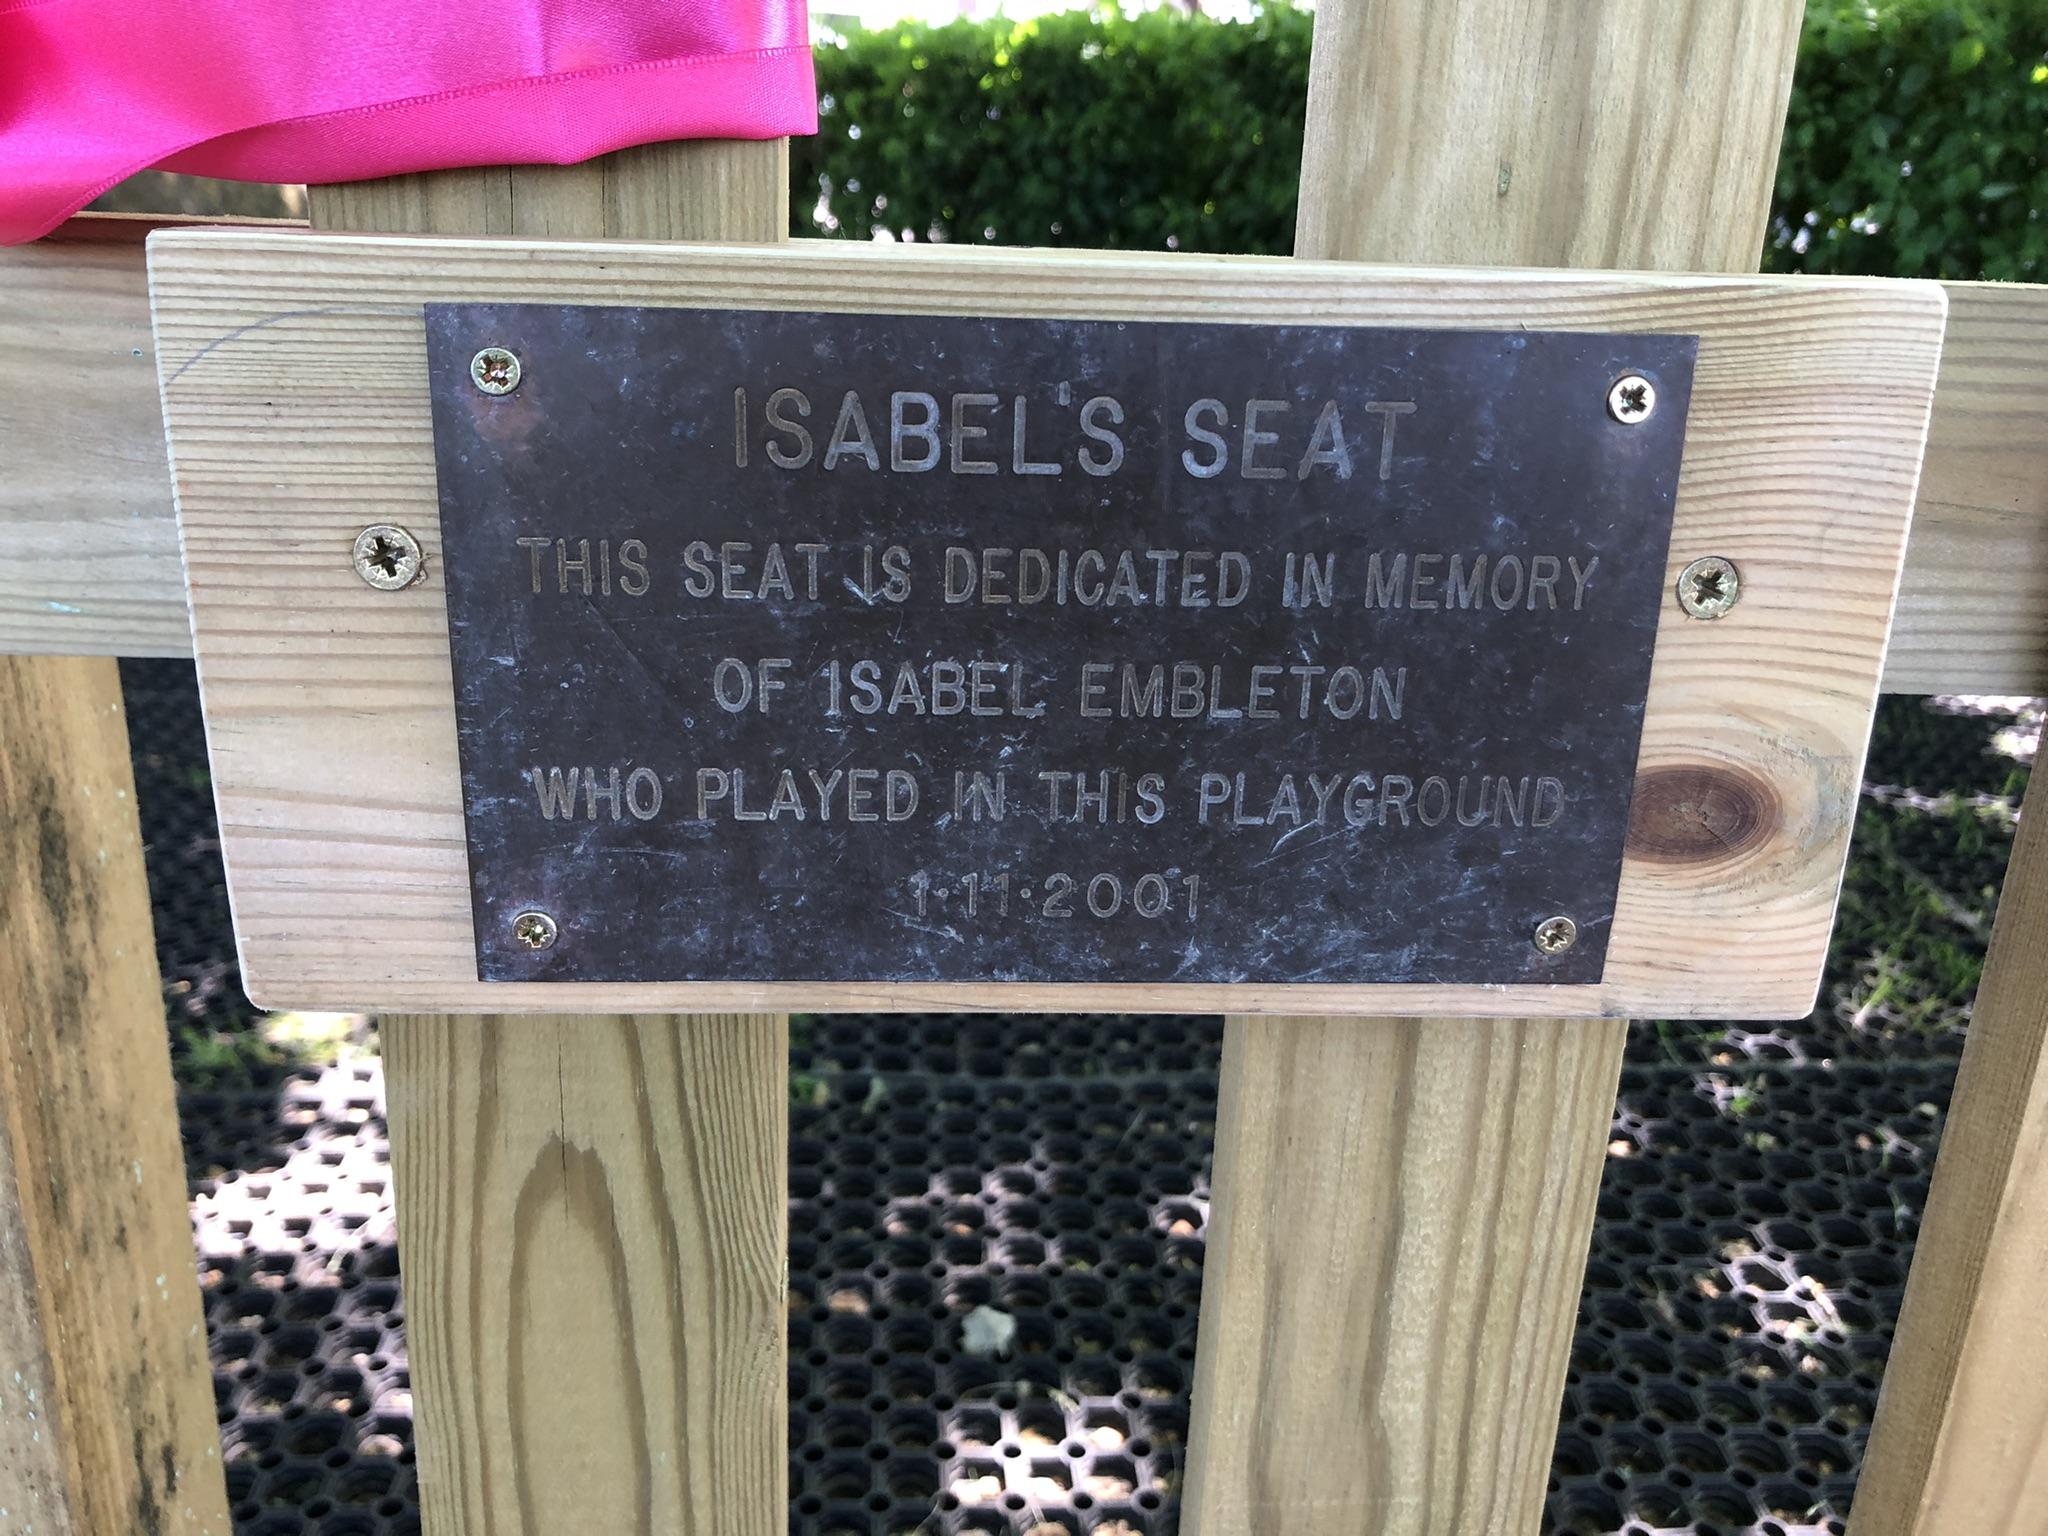 ISABEL'S SEAT
THIS SEAT IS DEDICATED IN MEMORY
OF ISABEL EMBLETON
WHO PLAYED IN THIS PLAYGROUND
1·11·2001